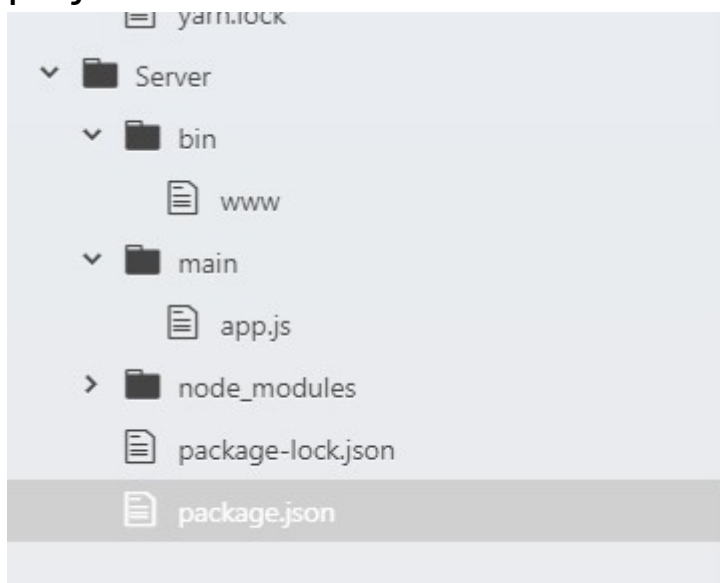 yarn.lock
Server
bin
www
main
app.js
node_modules
package-lock.json
package.json